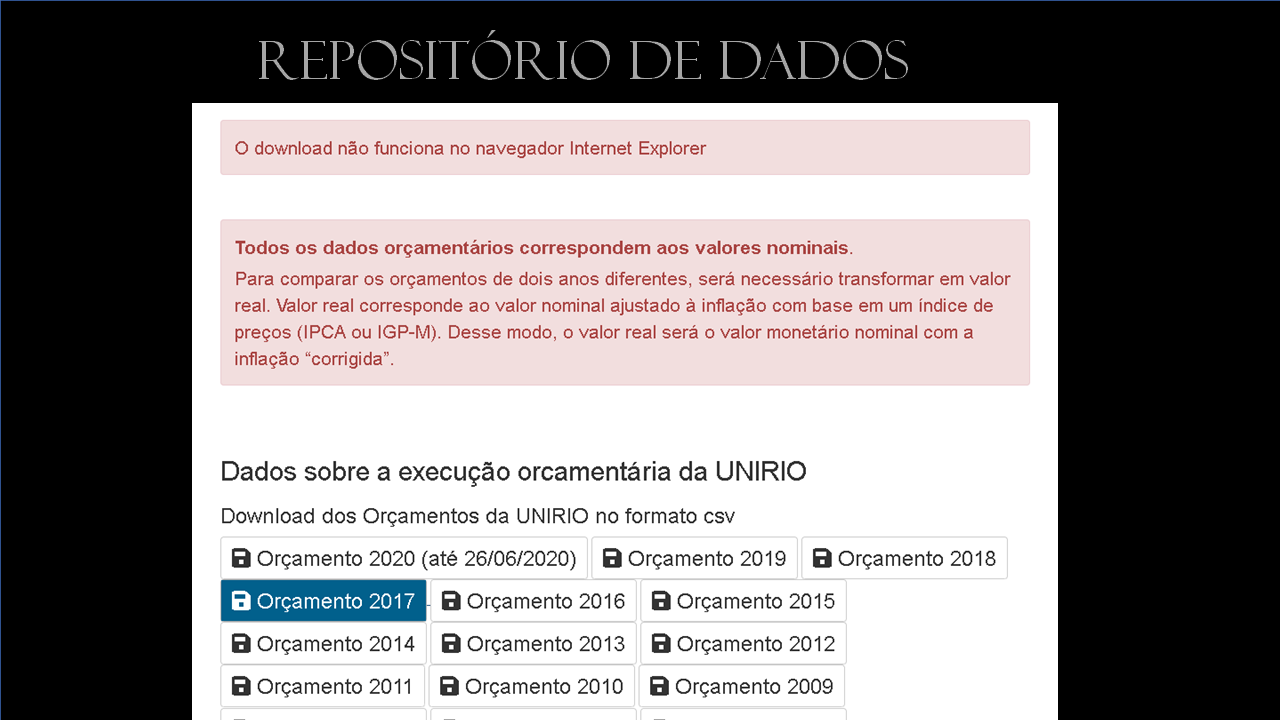 REPOSITÓRIO DE DADOS
O download não funciona no navegador Internet Explorer
Todos os dados orçamentários correspondem aos valores nominais.
Para comparar os orçamentos de dois anos diferentes, será necessário transformar em valor
real. Valor real corresponde ao valor nominal ajustado à inflação com base em um índice de
preços (IPCA ou IGP-M). Desse modo, o valor real será o valor monetário nominal com a
inflação “corrigida”.
Dados sobre a execução orcamentária da UNIRIO
Download dos Orçamentos da UNIRIO no formato csv
Orçamento 2020 (até 26/06/2020) Orçamento 2019 Orçamento 2018
Orçamento 2017 Orçamento 2016 Orçamento 2015
Orçamento 2014 Orçamento 2013 Orçamento 2012
Orçamento 2011 Orçamento 2010 Orçamento 2009